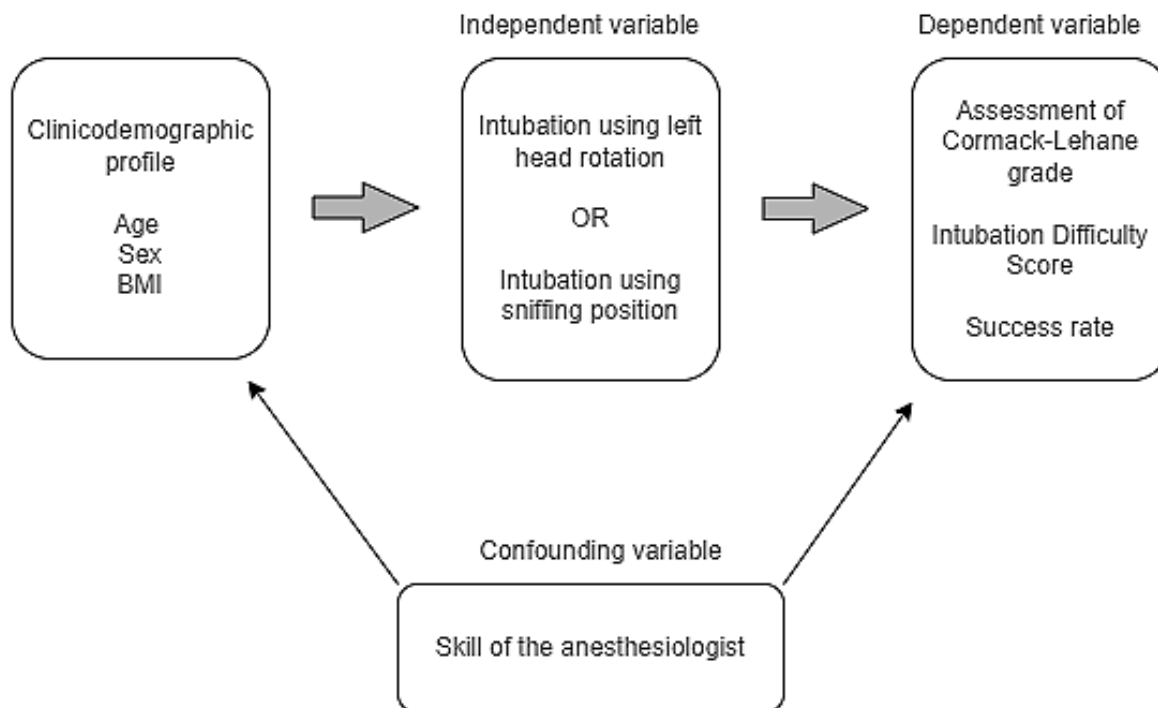 Independent variable
Dependent variable
Clinicodemographic
profile
Age
Sex
BMI
Intubation using left
head rotation
OR
Intubation using
sniffing position
Assessment of
Cormack-Lehane
grade
Intubation Difficulty
Score
Success rate
Confounding variable
Skill of the anesthesiologist